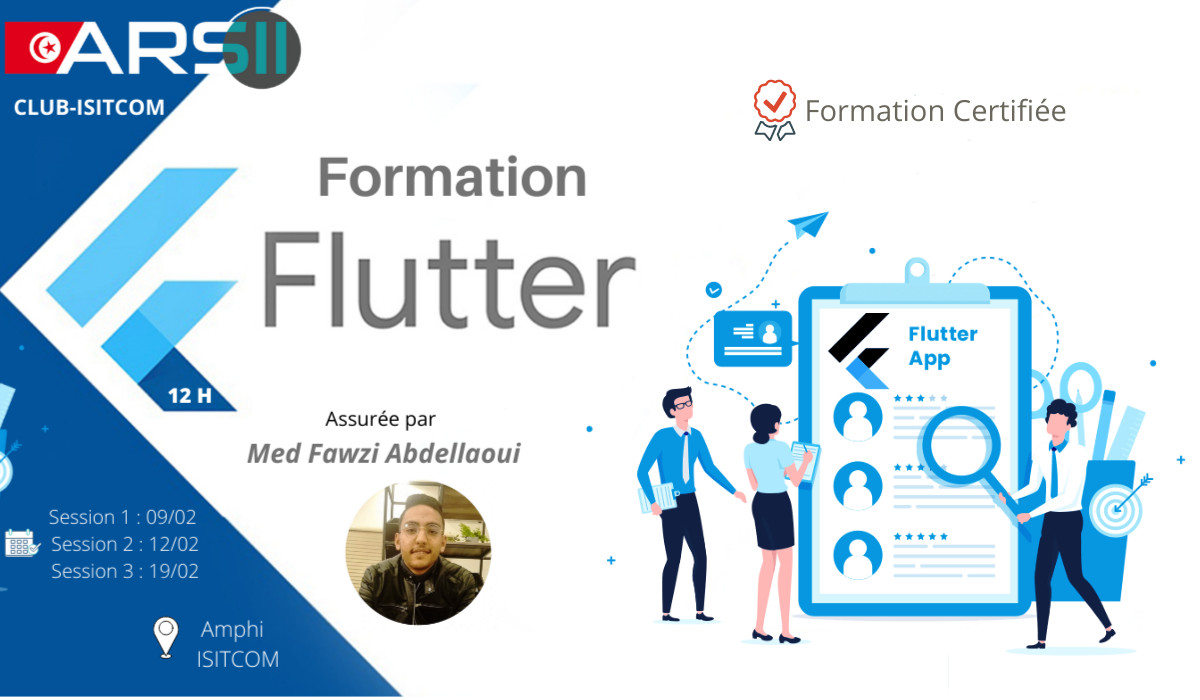 ARSII
CLUB-ISITCOM
Formation Certifiée
Formation
Flutter
12 H
Flutter
App
Assurée par
Med Fawzi Abdellaoui
Session 1 : 09/02
Session 2 : 12/02
Session 3 : 19/02
Amphi
ISITCOM